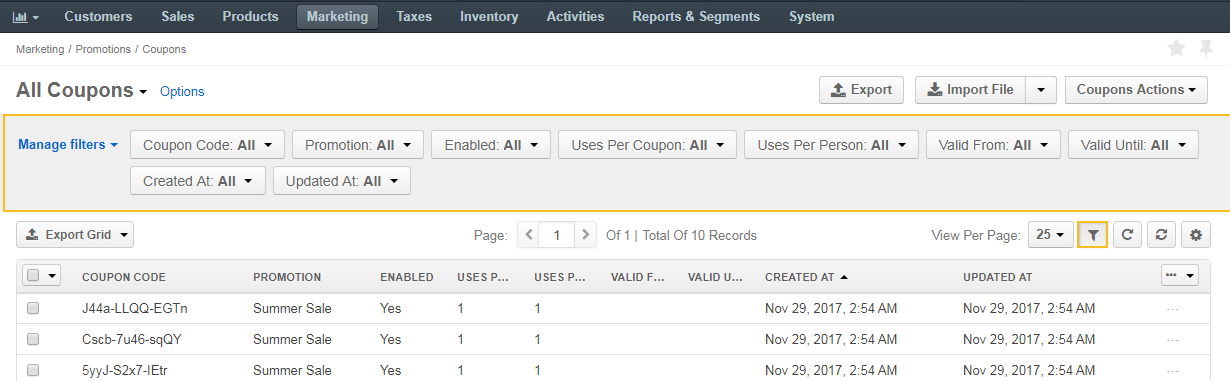 Customers Sales Products Marketing Taxes Inventory Activities Reports & Segments System
Marketing / Promotions / Coupons
All Coupons Options Export Import File Coupons Actions
Manage filters Coupon Code: All Promotion: All Enabled: All Uses Per Coupon: All Uses Per Person: All Valid From: All Valid Until: All
Created At: All Updated At: All
Export Grid Page: 1 Of 1 | Total Of 10 Records View Per Page: 25
COUPON CODE PROMOTION ENABLED USES P... USES P... VALID F... VALID U... CREATED AT UPDATED AT
J44a-LLQQ-EGTn Summer Sale Yes 1 1 Nov 29, 2017, 2:54 AM Nov 29, 2017, 2:54 AM
Cscb-7u46-sqQY Summer Sale Yes 1 1 Nov 29, 2017, 2:54 AM Nov 29, 2017, 2:54 AM
5yyJ-S2x7-IEtr Summer Sale Yes 1 1 Nov 29, 2017, 2:54 AM Nov 29, 2017, 2:54 AM